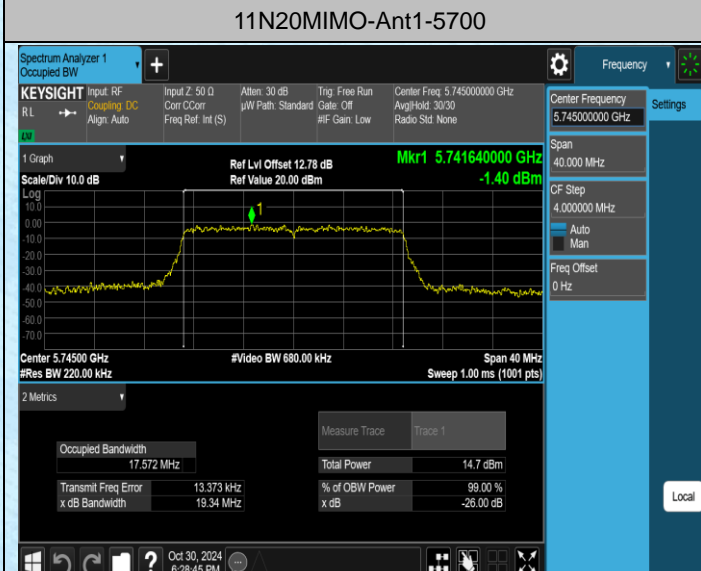 11N20MIMO-Ant1-5700
Spectrum Analyzer 1
Occupied BW
Frequency
KEYSIGHT
RL
LU
Input: RF
Coupling: DC
Align: Auto
Input Z: 50 Ω
Corr CCorr
Freq Ref: Int (S)
Atten: 30 dB
µW Path: Standard
Trig: Free Run
Gate: Off
#IF Gain: Low
Center Freq: 5.745000000 GHz
Avg|Hold: 30/30
Radio Std: None
Center Frequency
5.745000000 GHz
Settings
Span
40.000 MHz
CF Step
4.000000 MHz
Auto
Man
Freq Offset
0 Hz
Local
1 Graph
Scale/Div 10.0 dB
Ref Lvl Offset 12.78 dB
Ref Value 20.00 dBm
Mkr1 5.741640000 GHz
-1.40 dBm
Log
10.0
0.00
-10.0
-20.0
-30.0
-40.0
-50.0
-60.0
-70.0
1
Center 5.74500 GHz
#Res BW 220.00 kHz
#Video BW 680.00 kHz
Span 40 MHz
Sweep 1.00 ms (1001 pts)
2 Metrics
Measure Trace Trace 1
Occupied Bandwidth
17.572 MHz
Total Power 14.7 dBm
Transmit Freq Error 13.373 kHz
% of OBW Power 99.00 %
x dB Bandwidth 19.34 MHz
x dB -26.00 dB
Oct 30, 2024
6:28:45 PM